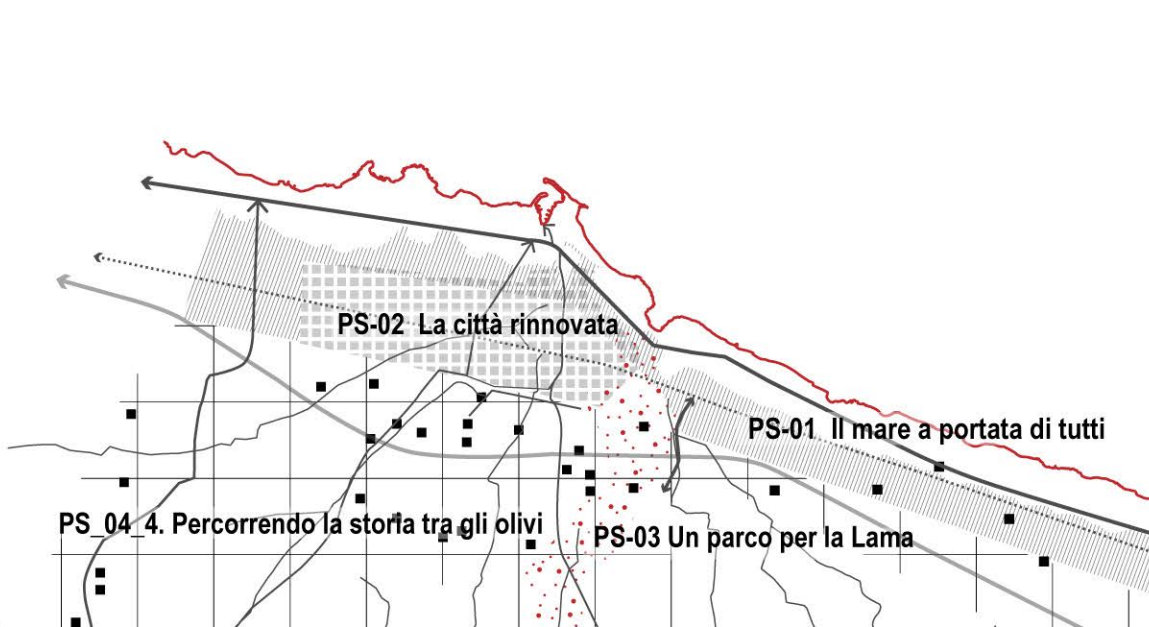 PS-02 La città rinnovata
PS-01 Il mare a portata di tutti
PS_04_4. Percorrendo la storia tra gli olivi
PS-03 Un parco per la Lama